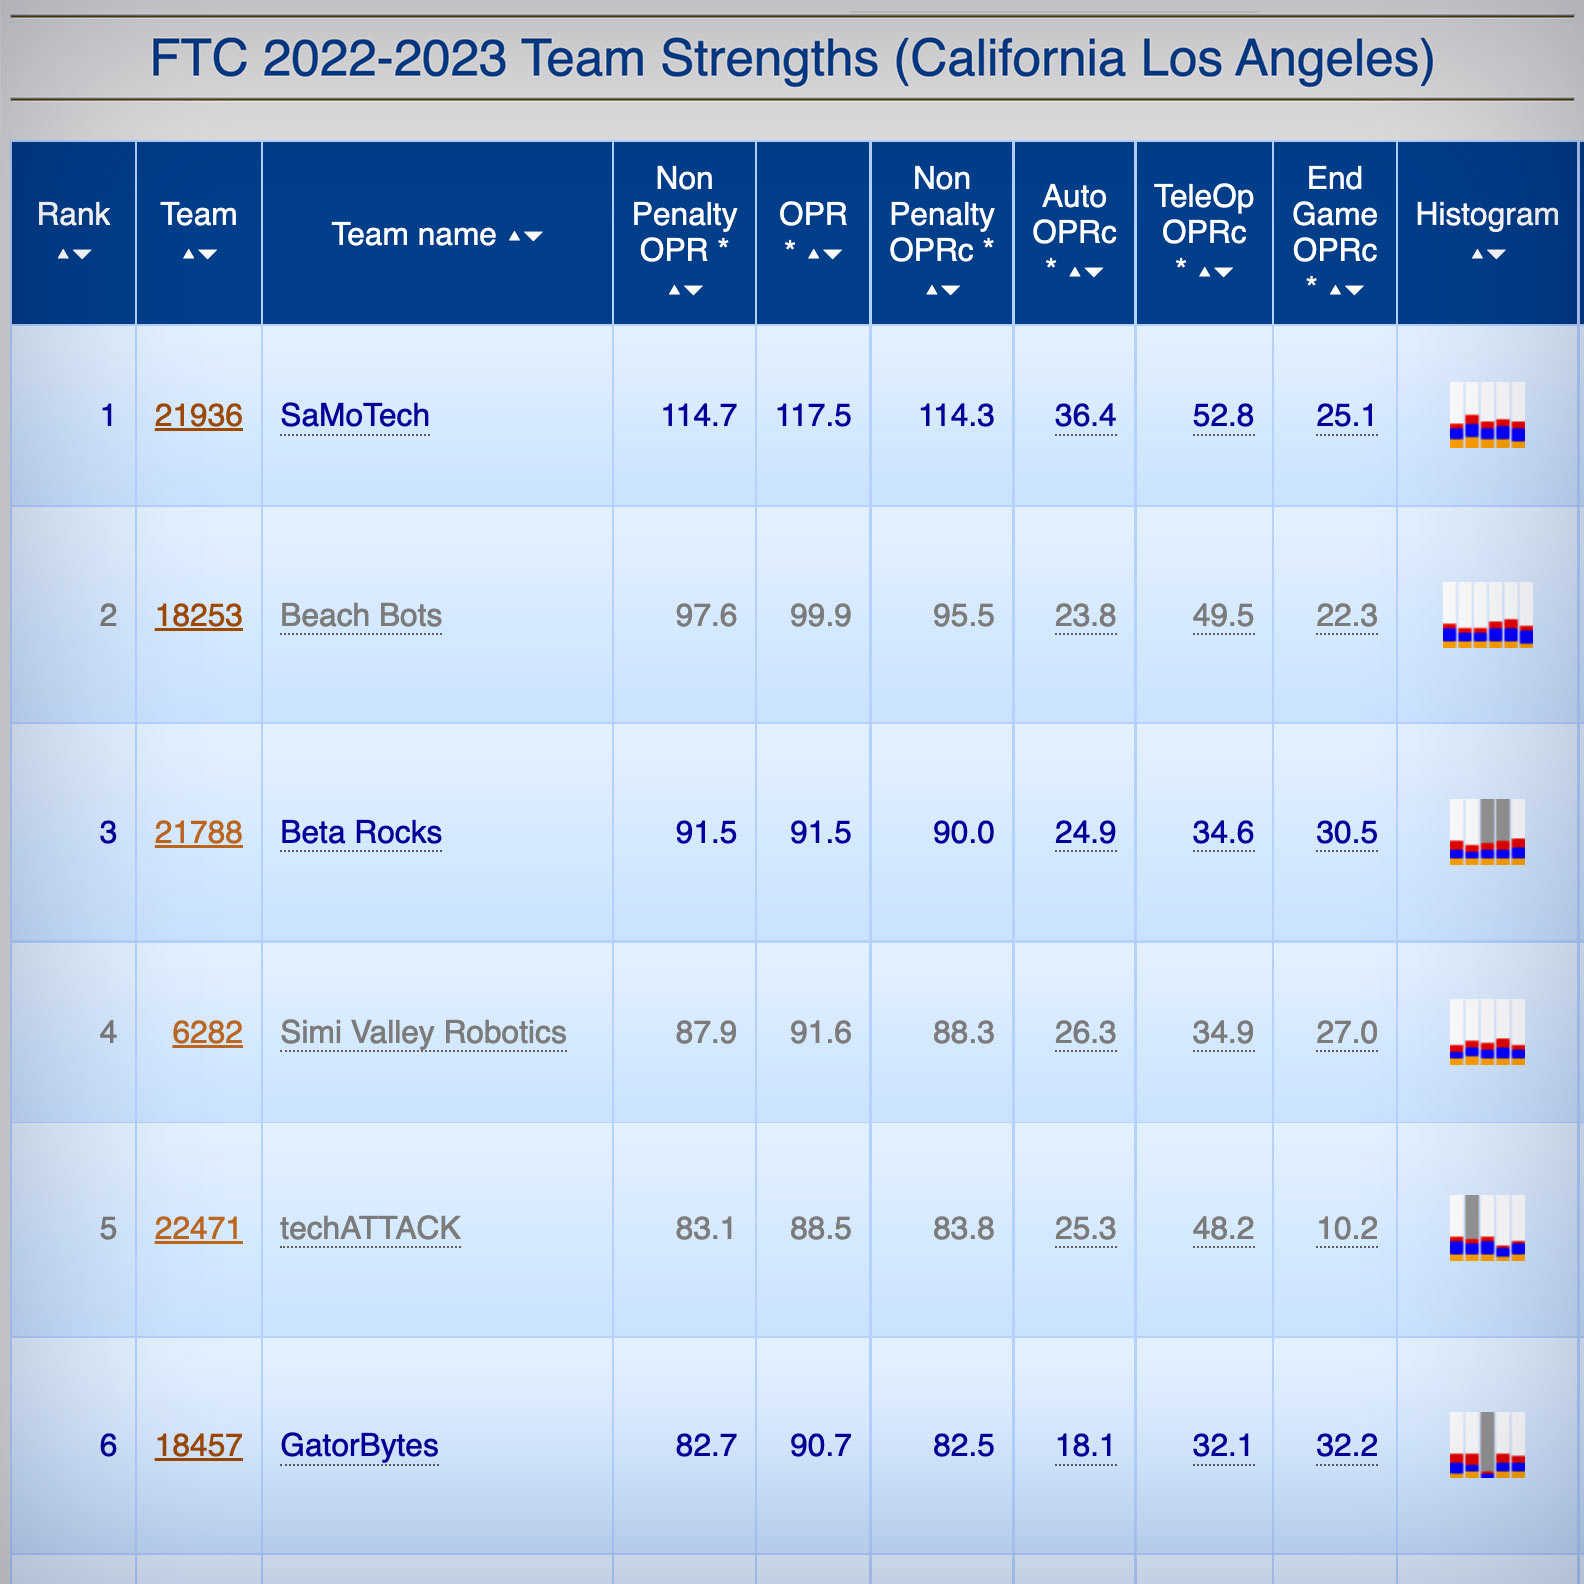 FTC 2022-2023 Team Strengths (California Los Angeles)
Rank Team Team name Non Penalty OPR * OPR * Non Penalty OPRc * Auto OPRc * TeleOp OPRc * End Game OPRc * Histogram
1 21936 SaMoTech 114.7 117.5 114.3 36.4 52.8 25.1
2 18253 Beach Bots 97.6 99.9 95.5 23.8 49.5 22.3
3 21788 Beta Rocks 91.5 91.5 90.0 24.9 34.6 30.5
4 6282 Simi Valley Robotics 87.9 91.6 88.3 26.3 34.9 27.0
5 22471 techATTACK 83.1 88.5 83.8 25.3 48.2 10.2
6 18457 GatorBytes 82.7 90.7 82.5 18.1 32.1 32.2